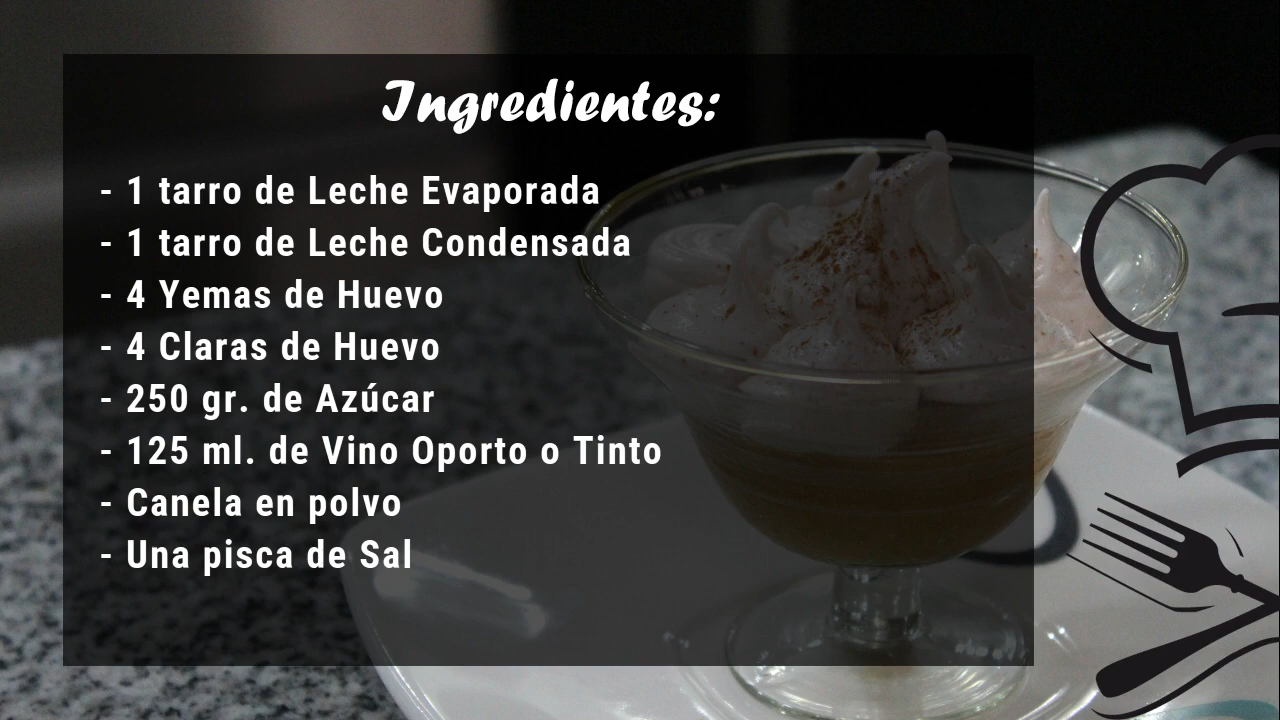 Ingredientes:
- 1 tarro de Leche Evaporada
- 1 tarro de Leche Condensada
- 4 Yemas de Huevo
- 4 Claras de Huevo
- 250 gr. de Azúcar
- 125 ml. de Vino Oporto o Tinto
- Canela en polvo
- Una pisca de Sal